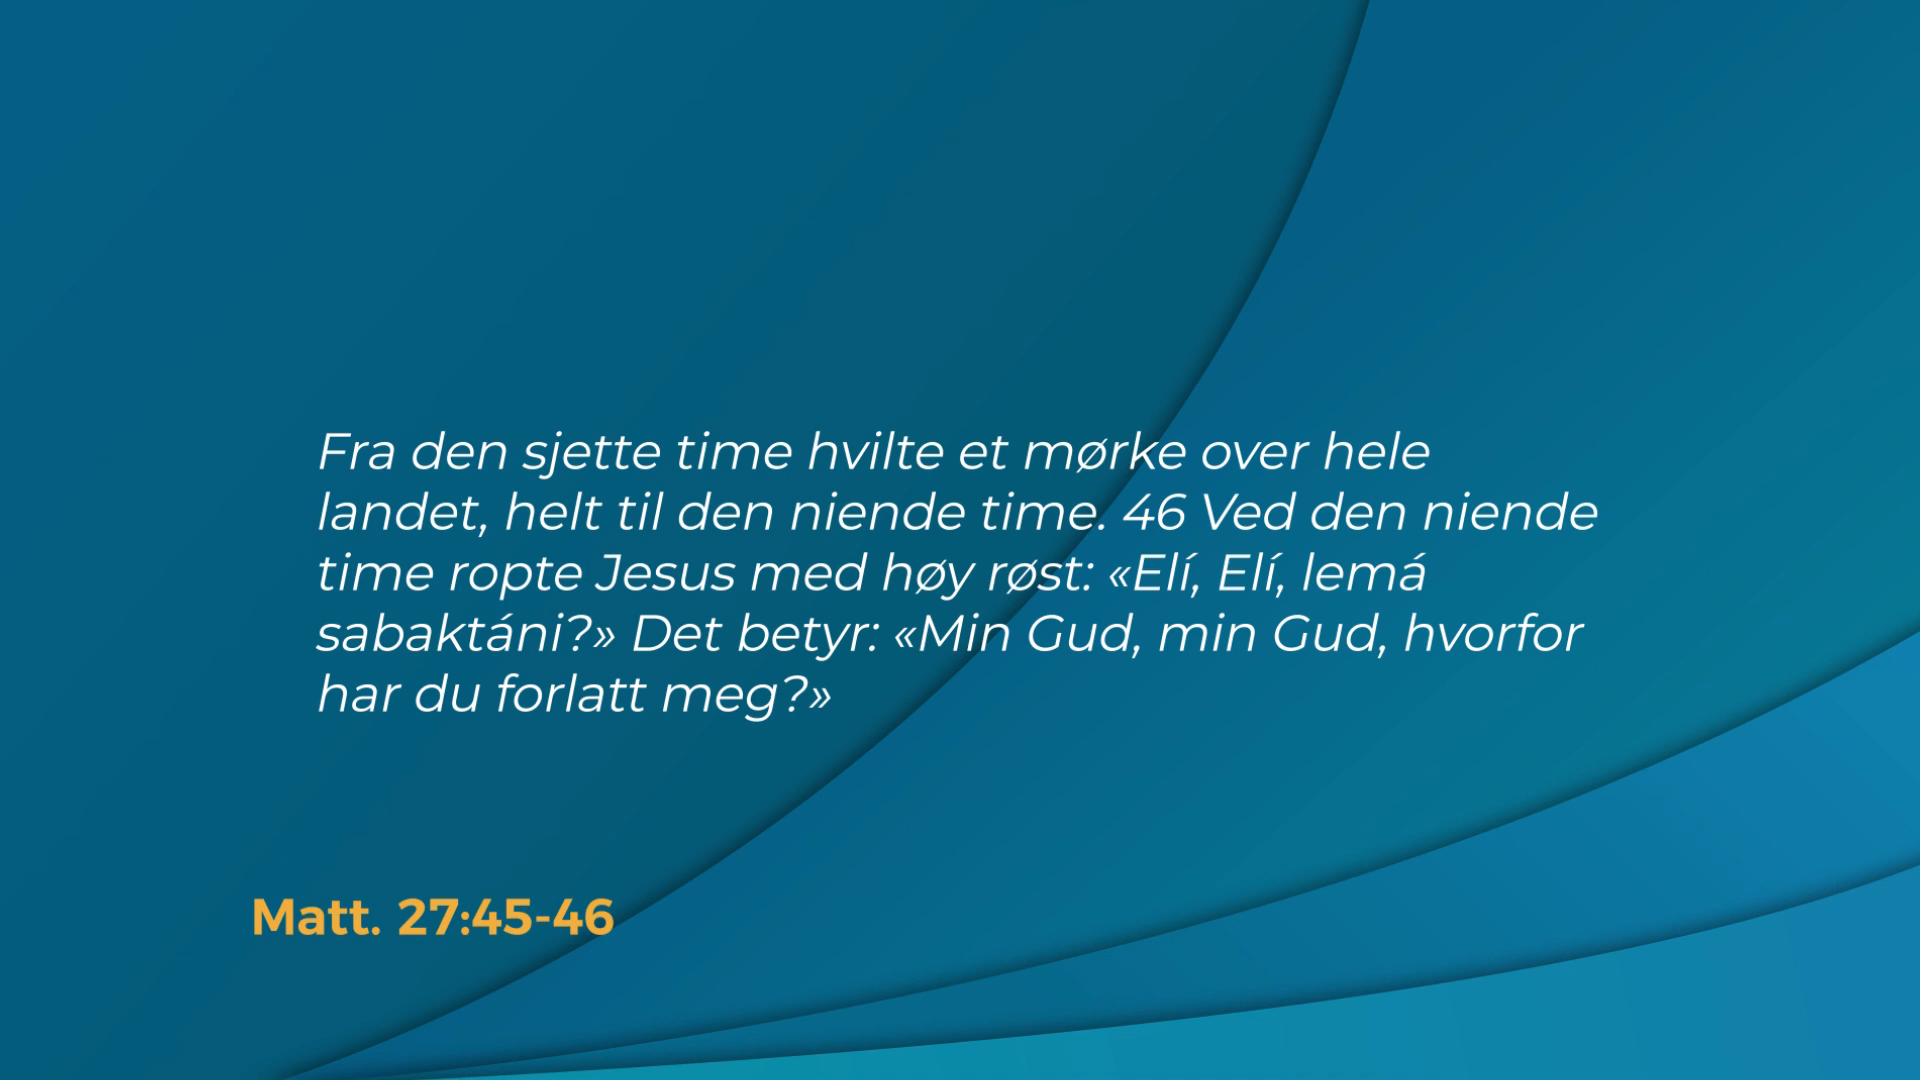 Fra den sjette time hvilte et mørke over hele
landet, helt til den niende time. 46 Ved den niende
time ropte Jesus med høy røst: «Elí, Elí, lemá
sabaktáni?» Det betyr: «Min Gud, min Gud, hvorfor
har du forlatt meg?»
Matt. 27:45-46